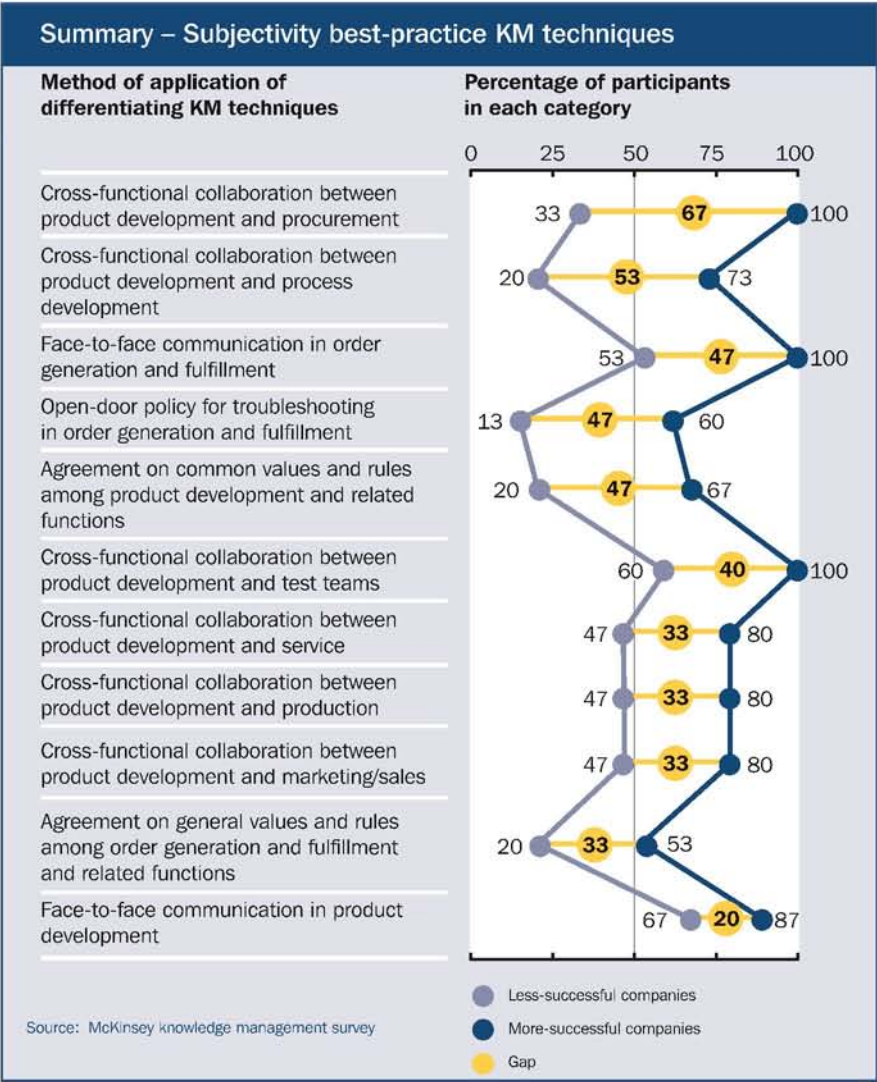 Summary – Subjectivity best-practice KM techniques
Method of application of
differentiating KM techniques
Percentage of participants
in each category
0 25 50 75 100
Cross-functional collaboration between
product development and procurement
33 67 100
Cross-functional collaboration between
product development and process
development
20 53 73
Face-to-face communication in order
generation and fulfillment
53 47 100
Open-door policy for troubleshooting
in order generation and fulfillment
13 47 60
Agreement on common values and rules
among product development and related
functions
20 47 67
Cross-functional collaboration between
product development and test teams
60 40 100
Cross-functional collaboration between
product development and service
47 33 80
Cross-functional collaboration between
product development and production
47 33 80
Cross-functional collaboration between
product development and marketing/sales
47 33 80
Agreement on general values and rules
among order generation and fulfillment
and related functions
20 33 53
Face-to-face communication in product
development
67 20 87
Less-successful companies
More-successful companies
Gap
Source: McKinsey knowledge management survey